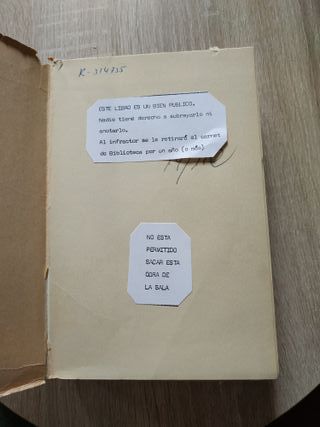 R-314735
ESTE LIBRO ES UN BIEN PUBLICO.
Nadie tiene derecho a subrayarlo ni
anotarlo.
Al infractor se le retirará el carnet
de Biblioteca por un año (o más)
NO ESTA
PERMITIDO
SACAR ESTA
OBRA DE
LA SALA